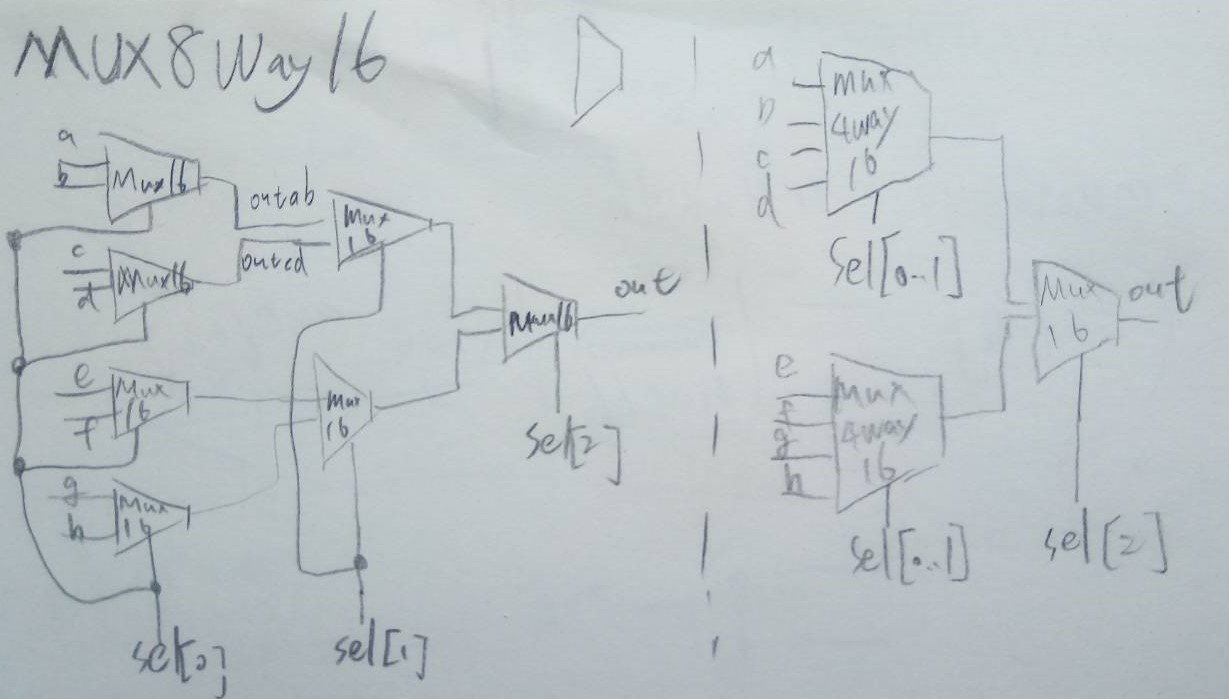 MUX8Way16
a
b
Mux16
outab
c
d
Mux16
outcd
Mux
16
e
f
Mux
16
g
h
Mux
16
Mux
16
Mux16
out
sel[0]
sel[1]
sel[2]
a
b
c
d
Mux
4way
16
sel[0..1]
e
f
g
h
Mux
4way
16
sel[0..1]
Mux
16
out
sel[2]